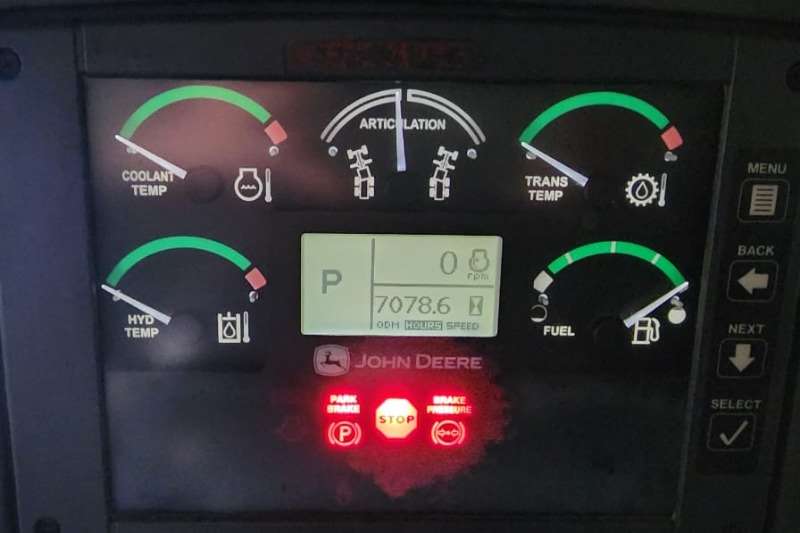 COOLANT
TEMP
ARTICULATION
TRANS
TEMP
HYD
TEMP
P
0 rpm
7078.6
ODM HOURS SPEED
FUEL
JOHN DEERE
PARK
BRAKE
P
STOP
BRAKE
PRESSURE
MENU
BACK
NEXT
SELECT